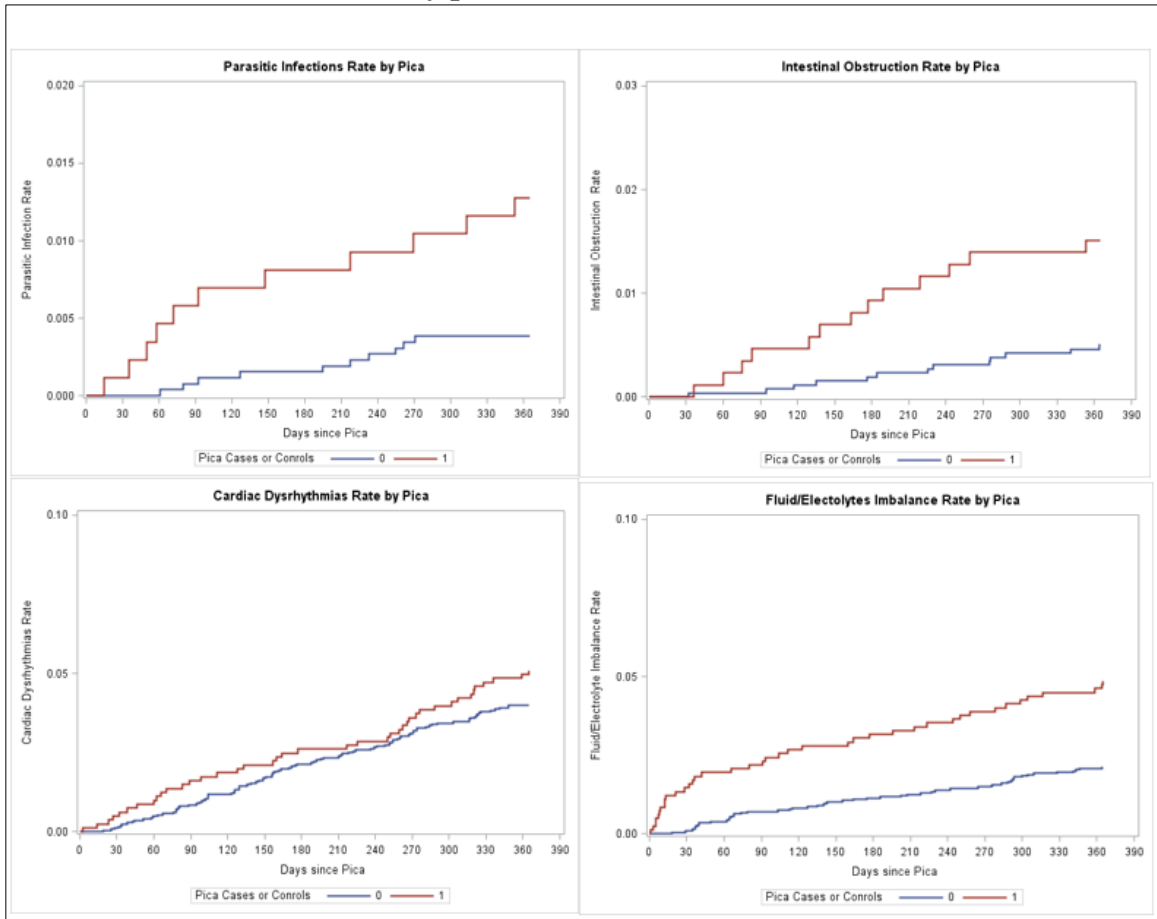 Parasitic Infections Rate by Pica
0.020
0.015
0.010
0.005
0.000
Parasitic Infection Rate
0 30 60 90 120 150 180 210 240 270 300 330 360 390
Days since Pica
Pica Cases or Conrols 0 1
Intestinal Obstruction Rate by Pica
0.03
0.02
0.01
0.00
Intestinal Obstruction Rate
0 30 60 90 120 150 180 210 240 270 300 330 360 390
Days since Pica
Pica Cases or Conrols 0 1
Cardiac Dysrhythmias Rate by Pica
0.10
0.05
0.00
Cardiac Dysrhythmias Rate
0 30 60 90 120 150 180 210 240 270 300 330 360 390
Days since Pica
Pica Cases or Conrols 0 1
Fluid/Electolytes Imbalance Rate by Pica
0.10
0.05
0.00
Fluid/Electrolyte Imbalance Rate
0 30 60 90 120 150 180 210 240 270 300 330 360 390
Days since Pica
Pica Cases or Conrols 0 1